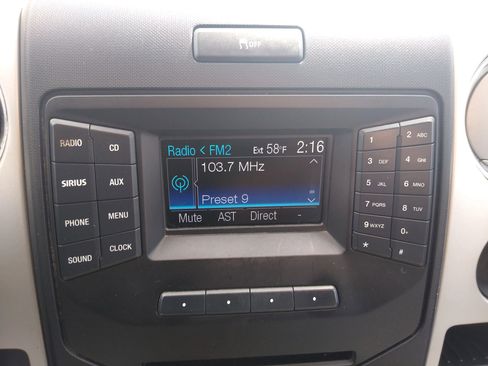 OFF
RADIO
CD
SIRIUS
AUX
PHONE
MENU
SOUND
CLOCK
Radio < FM2 Ext 58°F 2:16
103.7 MHz
Preset 9
Mute AST Direct -
1
2 ABC
3 DEF
4 GHI
5 JKL
6 MNO
7 PQRS
8 TUV
9 WXYZ
0+
*
#